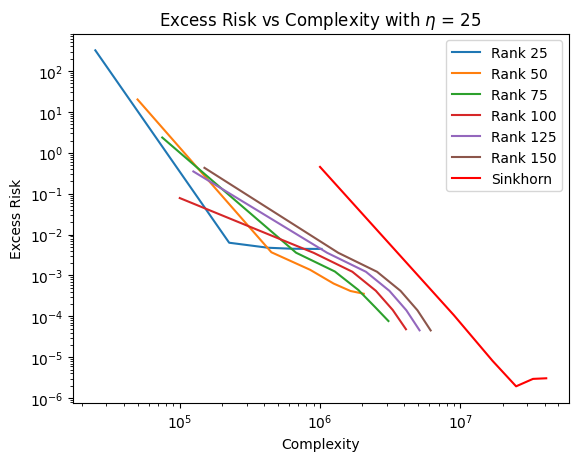 Excess Risk vs Complexity with η = 25
Excess Risk
10²
10¹
10⁰
10⁻¹
10⁻²
10⁻³
10⁻⁴
10⁻⁵
10⁻⁶
Rank 25
Rank 50
Rank 75
Rank 100
Rank 125
Rank 150
Sinkhorn
10⁵
10⁶
10⁷
Complexity